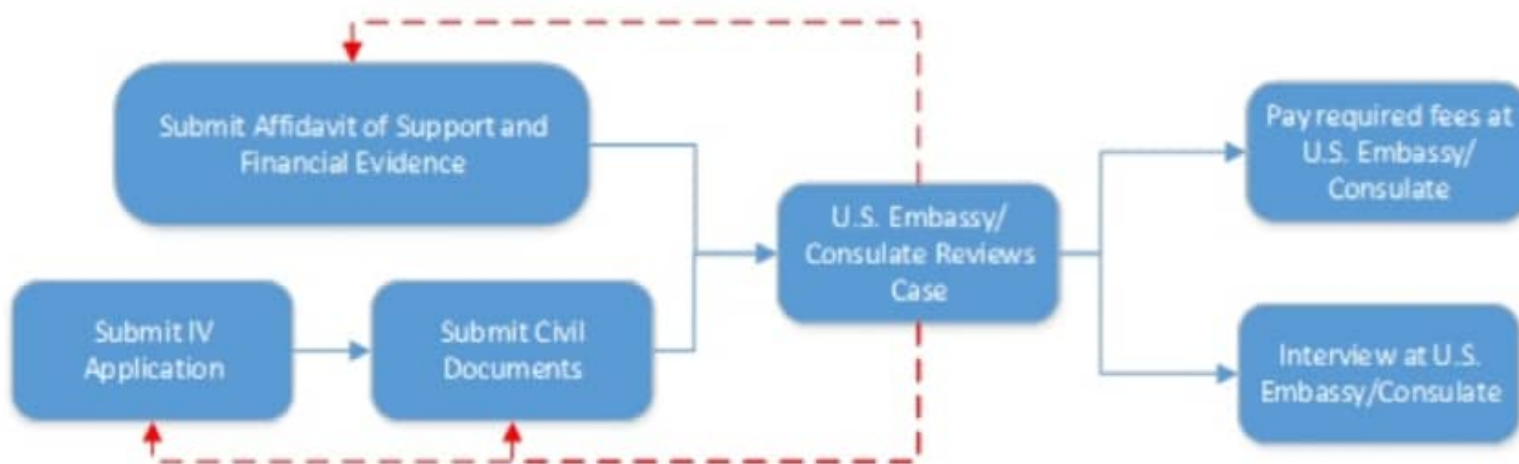 Submit Affidavit of Support and
Financial Evidence
Submit IV
Application
Submit Civil
Documents
U.S. Embassy/
Consulate Reviews
Case
Pay required fees at
U.S. Embassy/
Consulate
Interview at U.S.
Embassy/Consulate